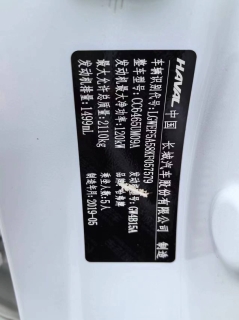 HAVAL 中国 长城汽车股份有限公司 制造
车辆识别代号:LGWEF5A58KF057579
整车型号:CC6465UM09A 发动机型号:GW4B15A
发动机最大净功率:120kW
最大允许总质量:2110kg 乘坐人数:5人
发动机排量:1499mL 制造年月:2019-05